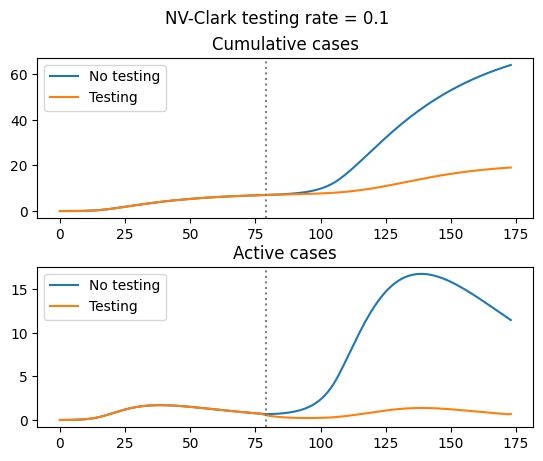 NV-Clark testing rate = 0.1
Cumulative cases
No testing
Testing
60
40
20
0
0 25 50 75 100 125 150 175
Active cases
No testing
Testing
15
10
5
0
0 25 50 75 100 125 150 175